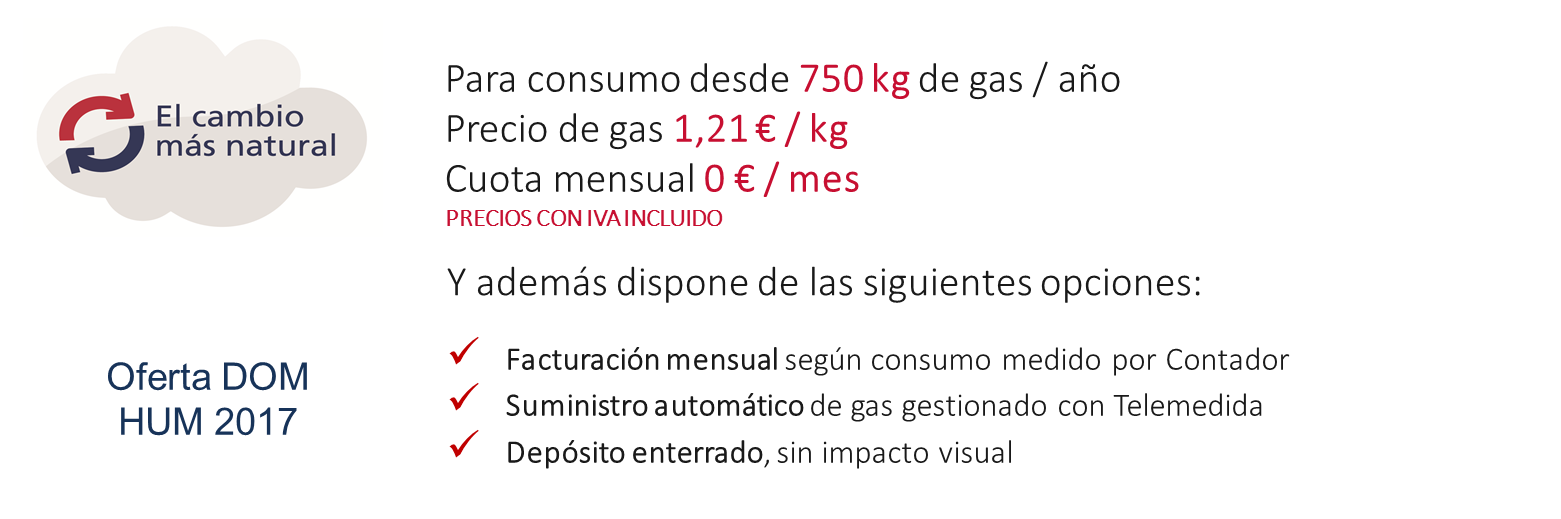 El cambio
más natural
Para consumo desde 750 kg de gas / año
Precio de gas 1,21 € / kg
Cuota mensual 0 € / mes
PRECIOS CON IVA INCLUIDO
Y además dispone de las siguientes opciones:
Oferta DOM
HUM 2017
✓ Facturación mensual según consumo medido por Contador
✓ Suministro automático de gas gestionado con Telemedida
✓ Depósito enterrado, sin impacto visual